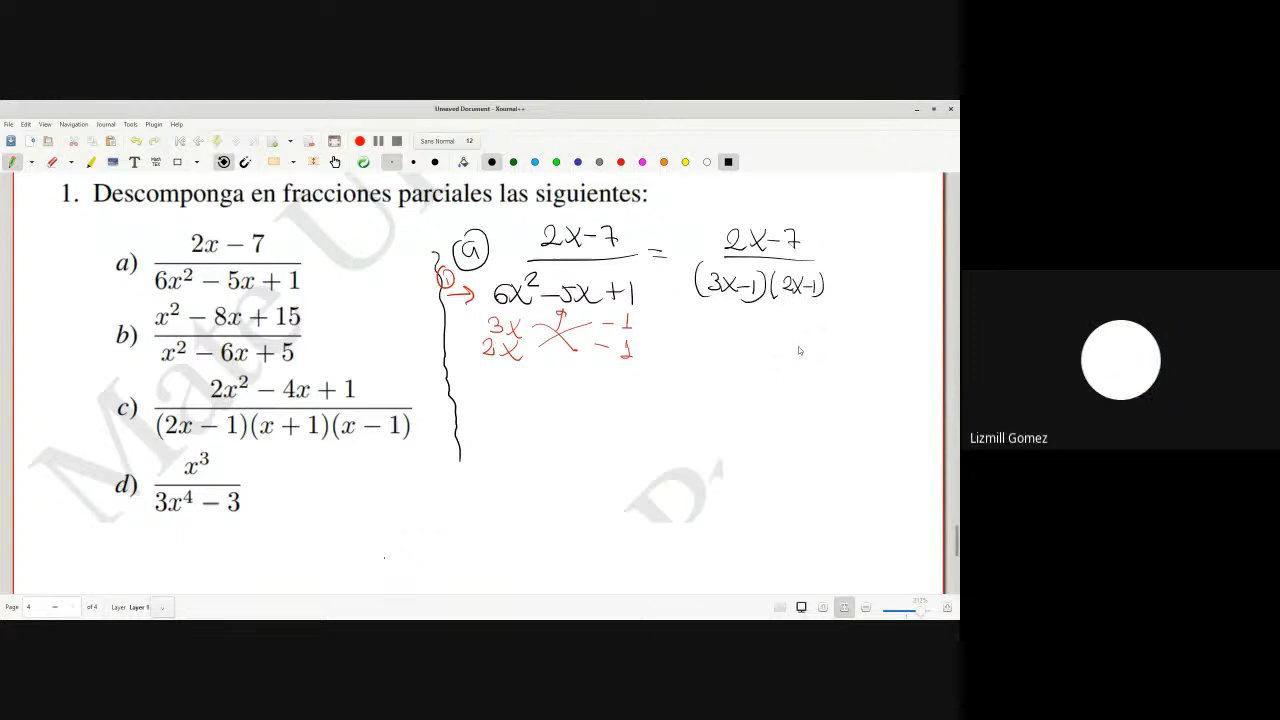 Unsaved Document - Xournal++
File Edit View Navigation Journal Tools Plugin Help
Sans Normal 12
1. Descomponga en fracciones parciales las siguientes:
a) (2x − 7)/(6x² − 5x + 1)
b) (x² − 8x + 15)/(x² − 6x + 5)
c) (2x² − 4x + 1)/((2x − 1)(x + 1)(x − 1))
d) x³/(3x⁴ − 3)
a (2x-7)/(6x² -5x +1) = (2x-7)/((3x-1)(2x-1))
1 →
3x -1
2x -1
Lizmill Gomez
Page 4 of 4 Layer Layer 1
312%